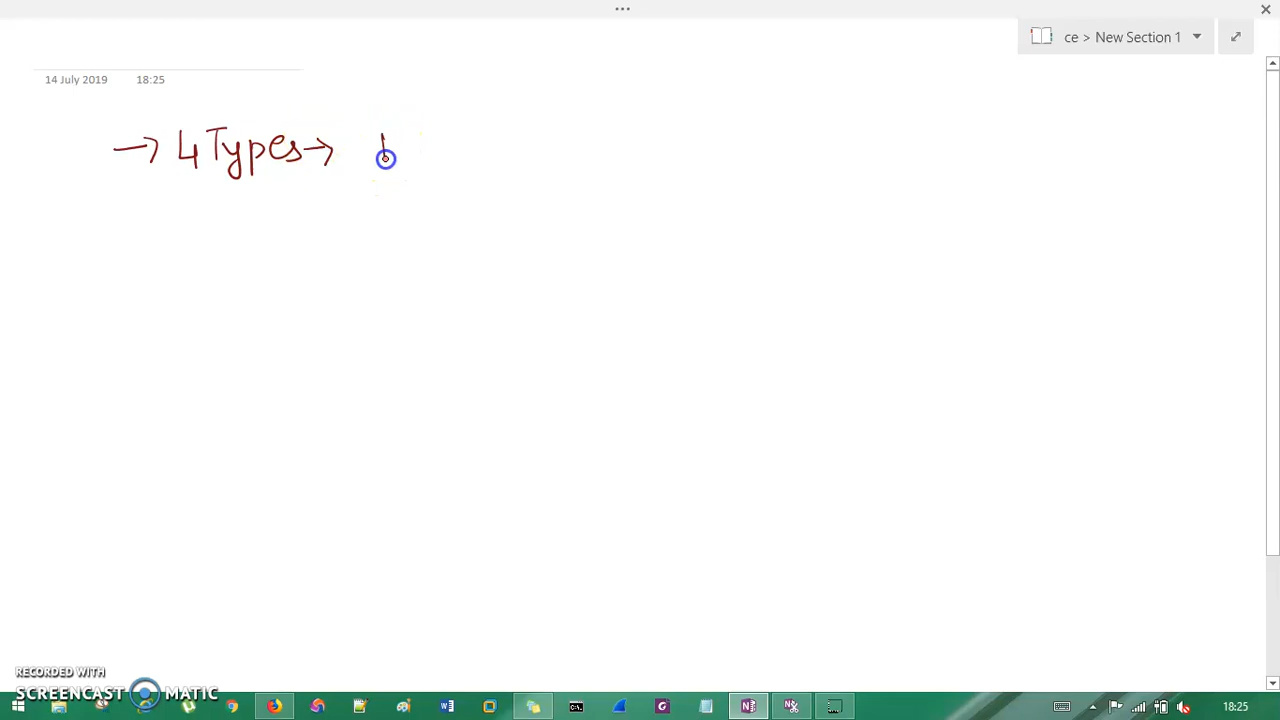 ce > New Section 1
14 July 2019 18:25
→ 4 Types →
RECORDED WITH
SCREENCAST MATIC
18:25